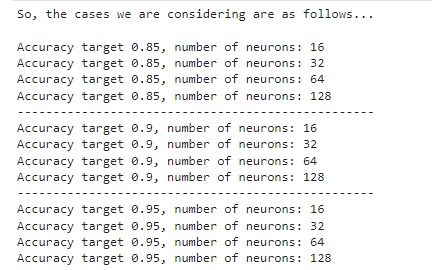 So, the cases we are considering are as follows...
Accuracy target 0.85, number of neurons: 16
Accuracy target 0.85, number of neurons: 32
Accuracy target 0.85, number of neurons: 64
Accuracy target 0.85, number of neurons: 128
--------------------------------------------------
Accuracy target 0.9, number of neurons: 16
Accuracy target 0.9, number of neurons: 32
Accuracy target 0.9, number of neurons: 64
Accuracy target 0.9, number of neurons: 128
--------------------------------------------------
Accuracy target 0.95, number of neurons: 16
Accuracy target 0.95, number of neurons: 32
Accuracy target 0.95, number of neurons: 64
Accuracy target 0.95, number of neurons: 128